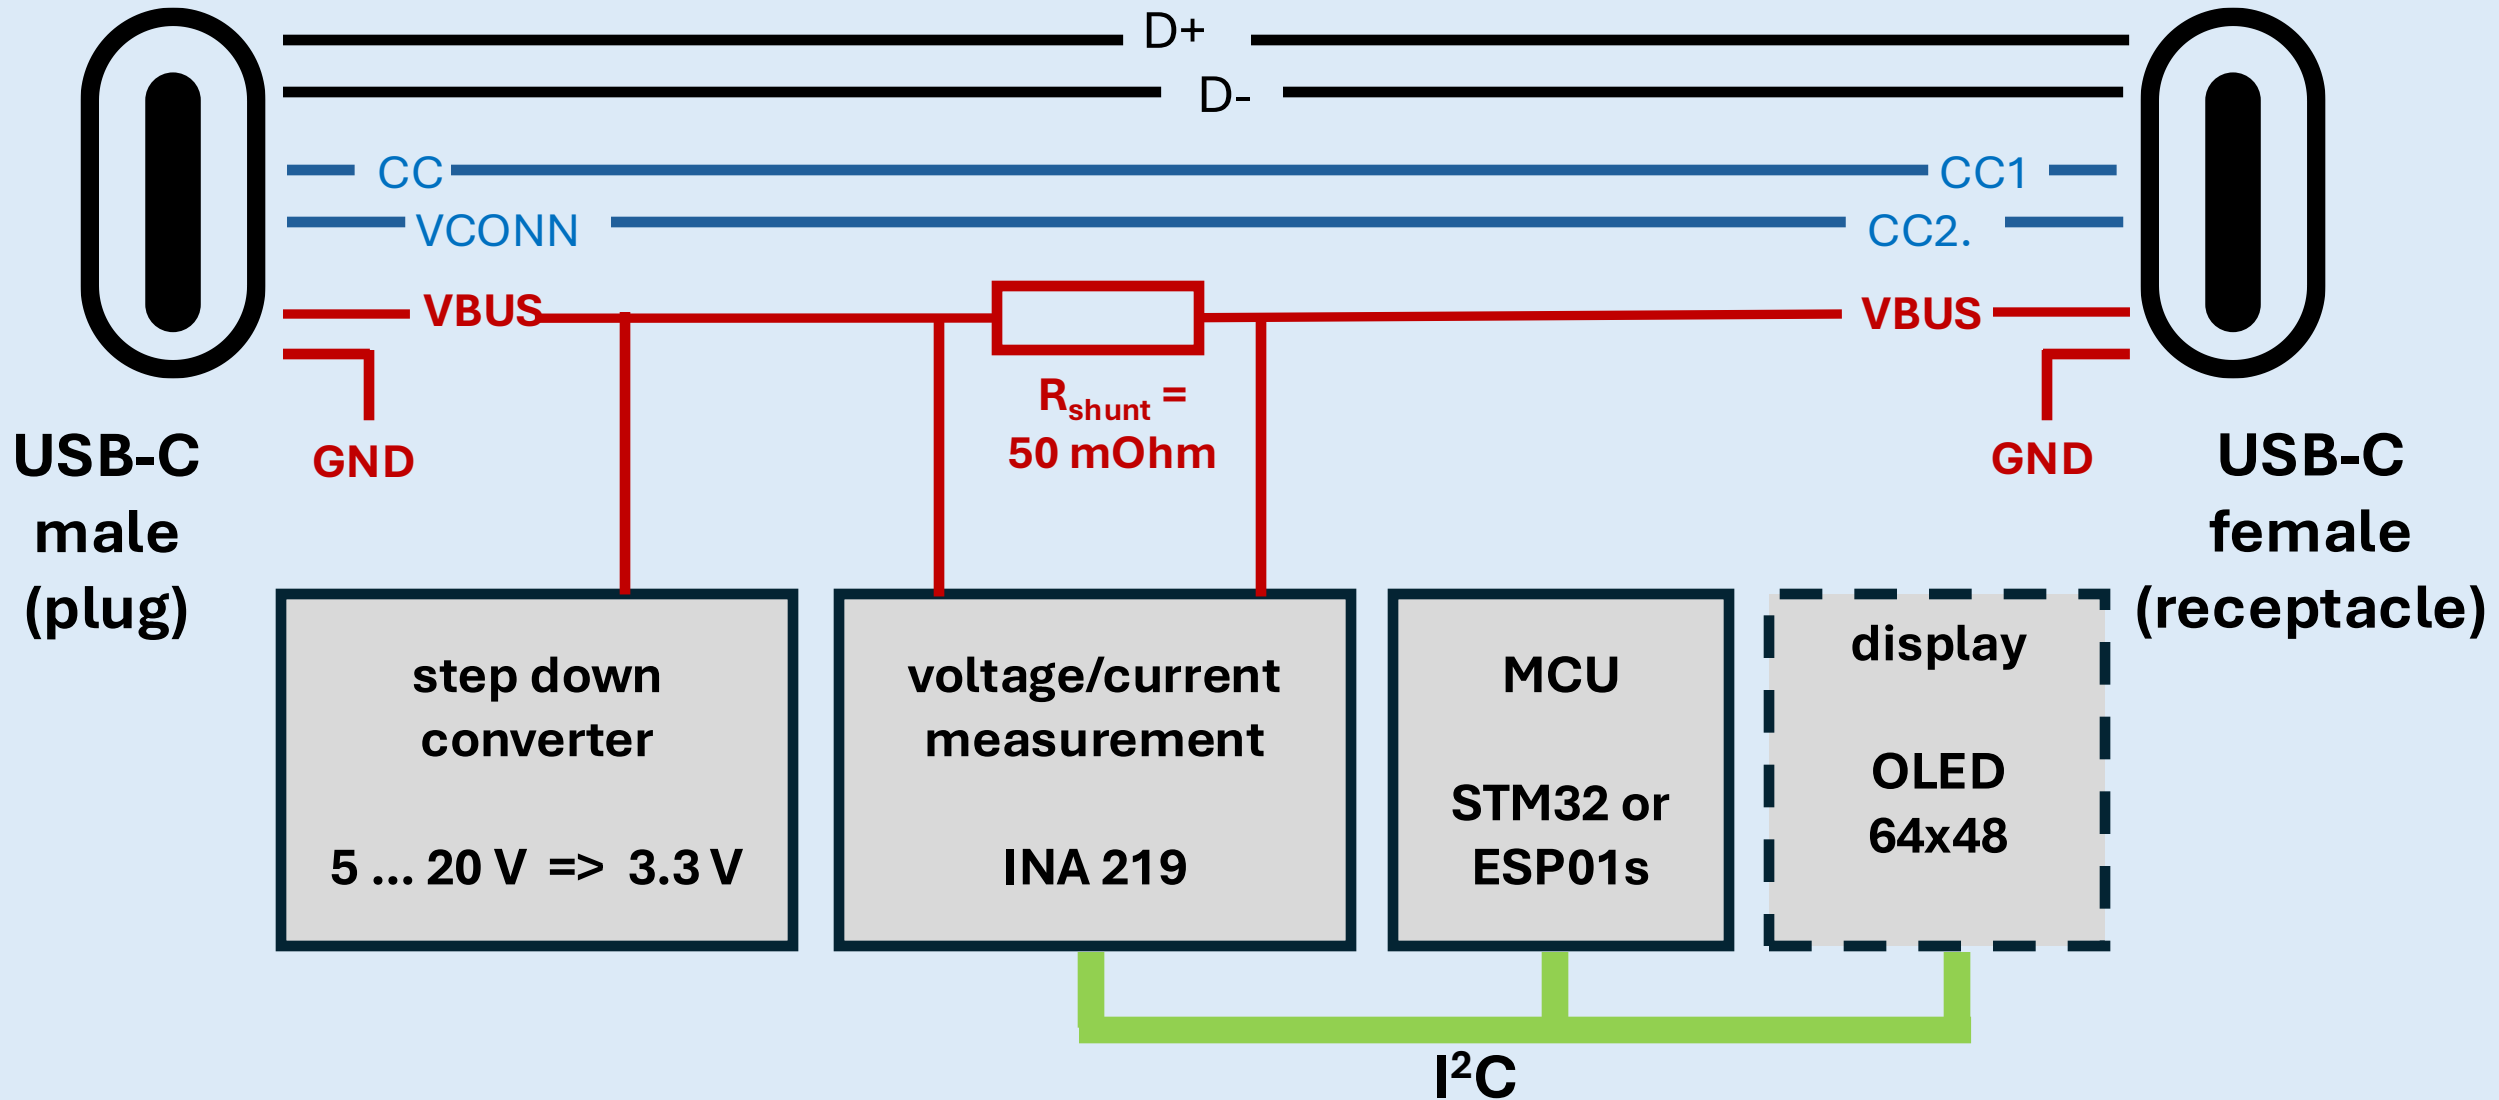 D+
D-
CC
CC1
VCONN
CC2.
VBUS
VBUS
R_shunt =
50 mOhm
GND
GND
USB-C
male
(plug)
USB-C
female
(receptacle)
step down
converter
5 ... 20 V => 3.3 V
voltage/current
measurement
INA 219
MCU
STM32 or
ESP01s
display
OLED
64x48
I²C